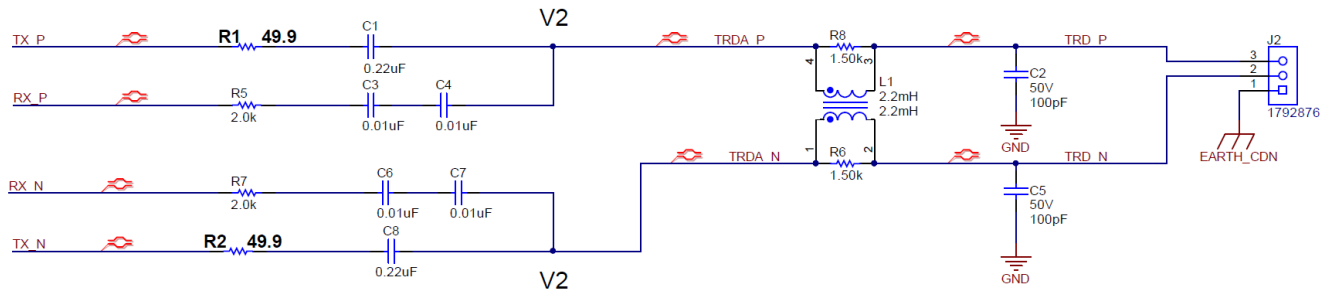 V2
TX_P
R1 49.9
C1
0.22uF
TRDA_P
R8
1.50k
4
3
TRD_P
J2
3
2
1
1792876
RX_P
R5
2.0k
C3
0.01uF
C4
0.01uF
L1
2.2mH
2.2mH
C2
50V
100pF
GND
EARTH_CDN
1
2
TRDA_N
R6
1.50k
TRD_N
RX_N
R7
2.0k
C6
0.01uF
C7
0.01uF
C5
50V
100pF
GND
TX_N
R2 49.9
C8
0.22uF
V2